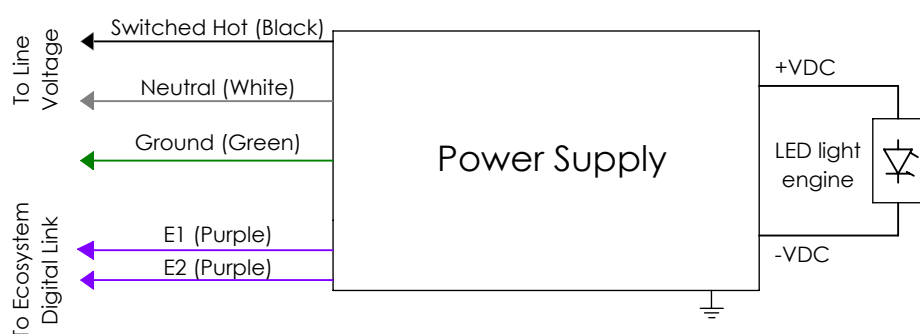 To Line
Voltage
Switched Hot (Black)
Neutral (White)
Ground (Green)
To Ecosystem
Digital Link
E1 (Purple)
E2 (Purple)
Power Supply
+VDC
LED light
engine
-VDC